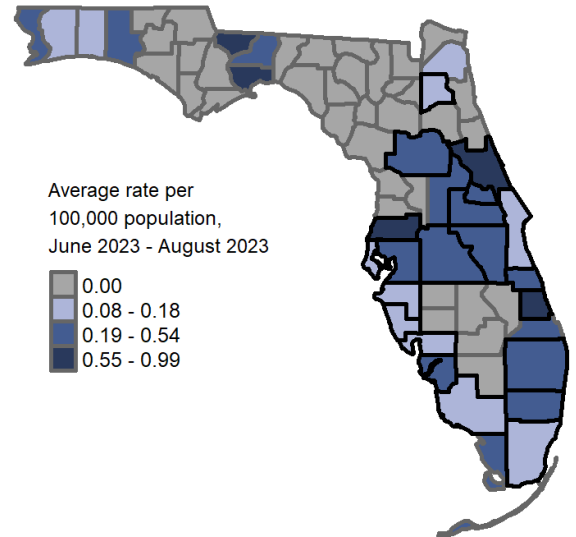 Average rate per
100,000 population,
June 2023 - August 2023
0.00
0.08 - 0.18
0.19 - 0.54
0.55 - 0.99